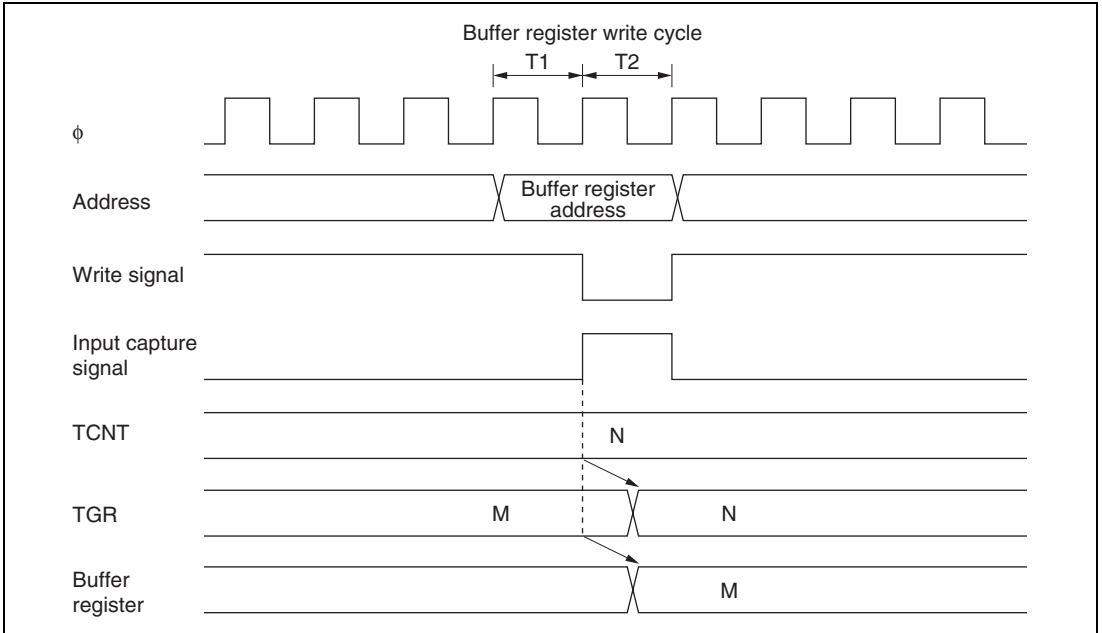 Buffer register write cycle
T1 T2
ϕ
Address
Buffer register
address
Write signal
Input capture
signal
TCNT
N
TGR
M N
Buffer
register
M